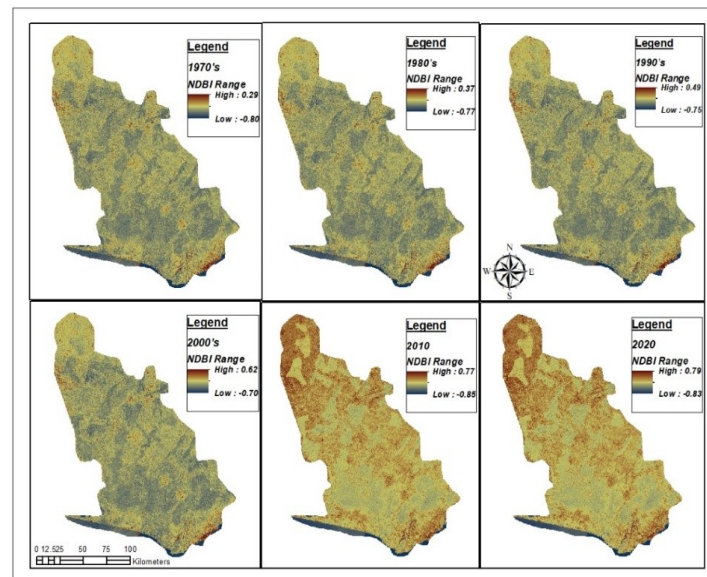 Legend
1970's
NDBI Range
High : 0.29
Low : -0.80
Legend
1980's
NDBI Range
High : 0.37
Low : -0.77
Legend
1990's
NDBI Range
High : 0.49
Low : -0.75
N
W E
S
Legend
2000's
NDBI Range
High : 0.62
Low : -0.70
0 12.525 50 75 100
Kilometers
Legend
2010
NDBI Range
High : 0.77
Low : -0.85
Legend
2020
NDBI Range
High : 0.79
Low : -0.83